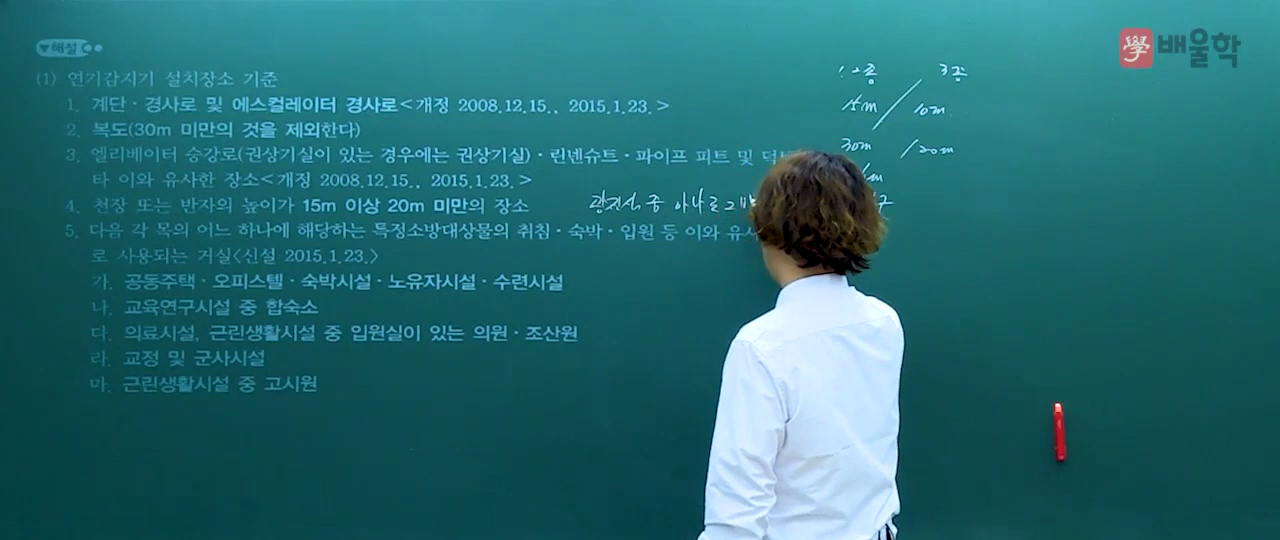 배울학
學
▼해설
(1) 연기감지기 설치장소 기준
1. 계단·경사로 및 에스컬레이터 경사로<개정 2008.12.15., 2015.1.23.>
2. 복도(30m 미만의 것을 제외한다)
3. 엘리베이터 승강로(권상기실이 있는 경우에는 권상기실)·린넨슈트·파이프 피트 및
타 이와 유사한 장소<개정 2008.12.15., 2015.1.23.>
4. 천장 또는 반자의 높이가 15m 이상 20m 미만의 장소
5. 다음 각 목의 어느 하나에 해당하는 특정소방대상물의 취침·숙박·입원 등 이와
로 사용되는 거실<신설 2015.1.23.>
가. 공동주택·오피스텔·숙박시설·노유자시설·수련시설
나. 교육연구시설 중 합숙소
다. 의료시설, 근린생활시설 중 입원실이 있는 의원·조산원
라. 교정 및 군사시설
마. 근린생활시설 중 고시원
1.2종 3종
15m / 10m
30m / 20m